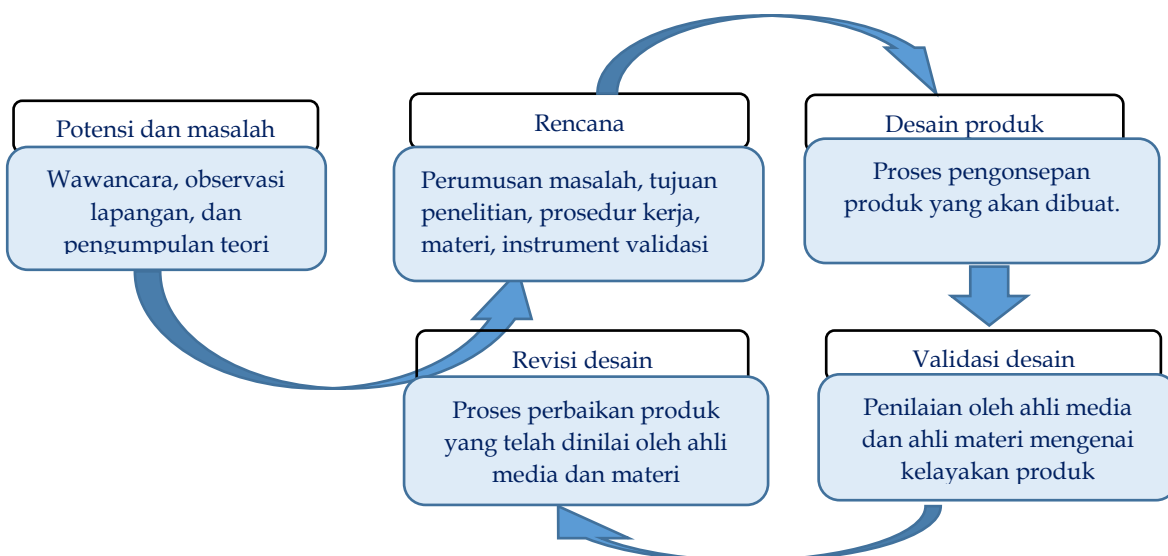 Potensi dan masalah
Wawancara, observasi
lapangan, dan
pengumpulan teori
Rencana
Perumusan masalah, tujuan
penelitian, prosedur kerja,
materi, instrument validasi
Desain produk
Proses pengonsepan
produk yang akan dibuat.
Validasi desain
Penilaian oleh ahli media
dan ahli materi mengenai
kelayakan produk
Revisi desain
Proses perbaikan produk
yang telah dinilai oleh ahli
media dan materi